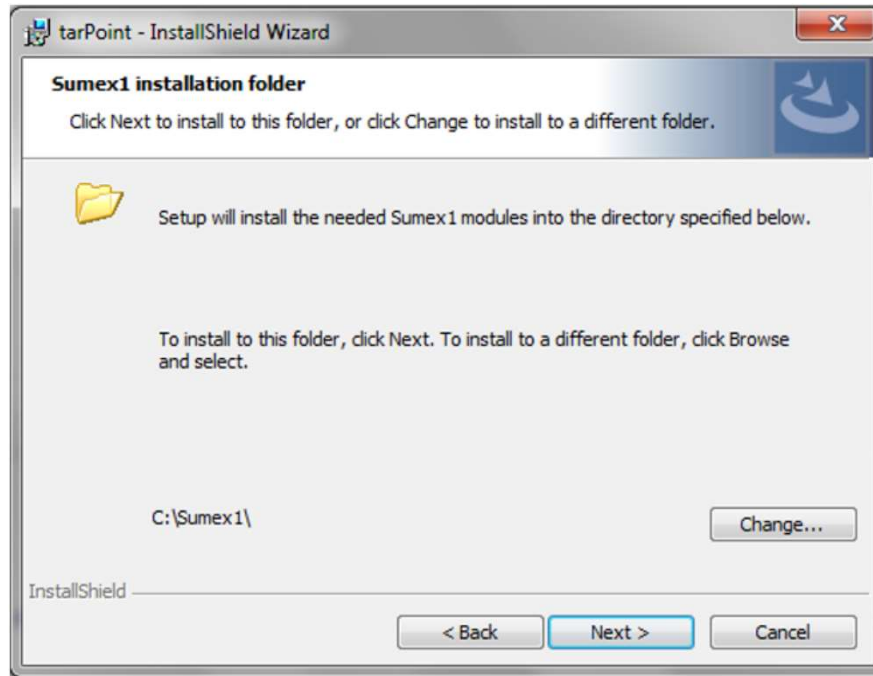 tarPoint - InstallShield Wizard
Sumex1 installation folder
Click Next to install to this folder, or click Change to install to a different folder.
Setup will install the needed Sumex1 modules into the directory specified below.
To install to this folder, click Next. To install to a different folder, click Browse
and select.
C:\Sumex1\
Change...
InstallShield
< Back
Next >
Cancel